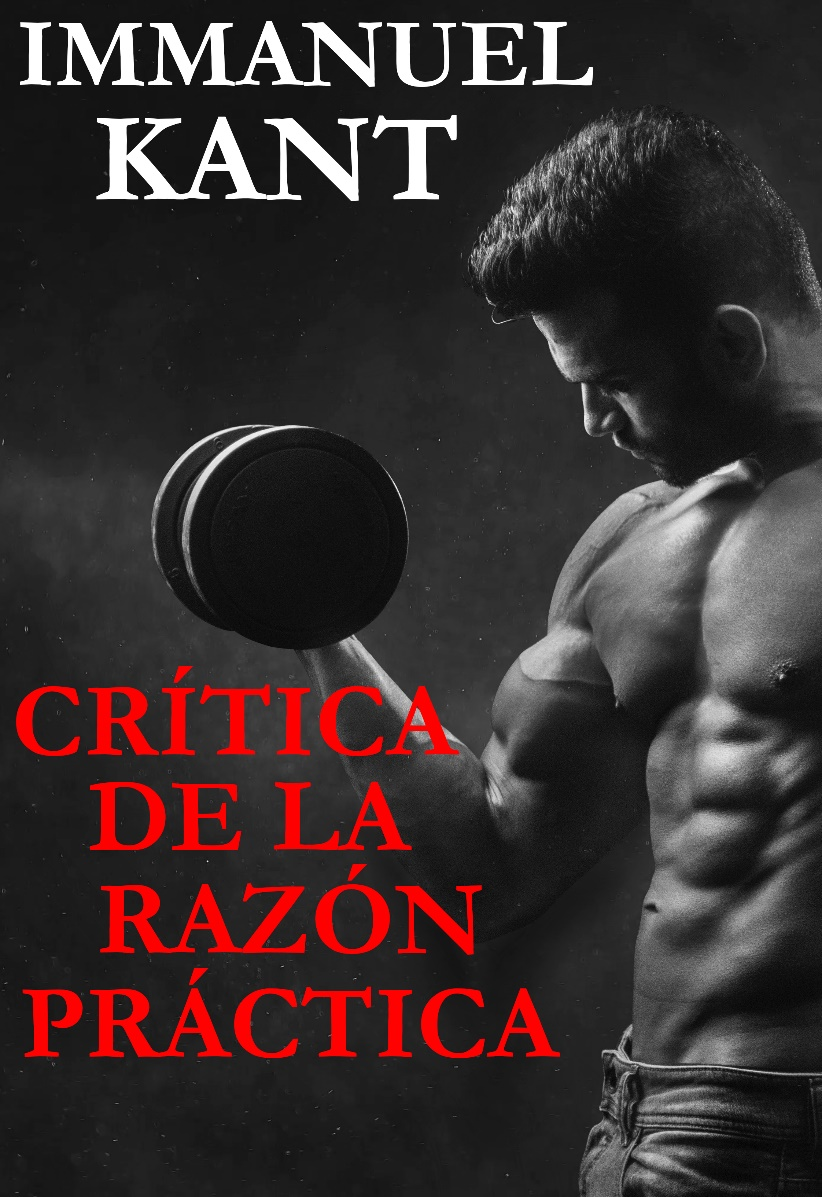 IMMANUEL
KANT
CRÍTICA
DE LA
RAZÓN
PRÁCTICA